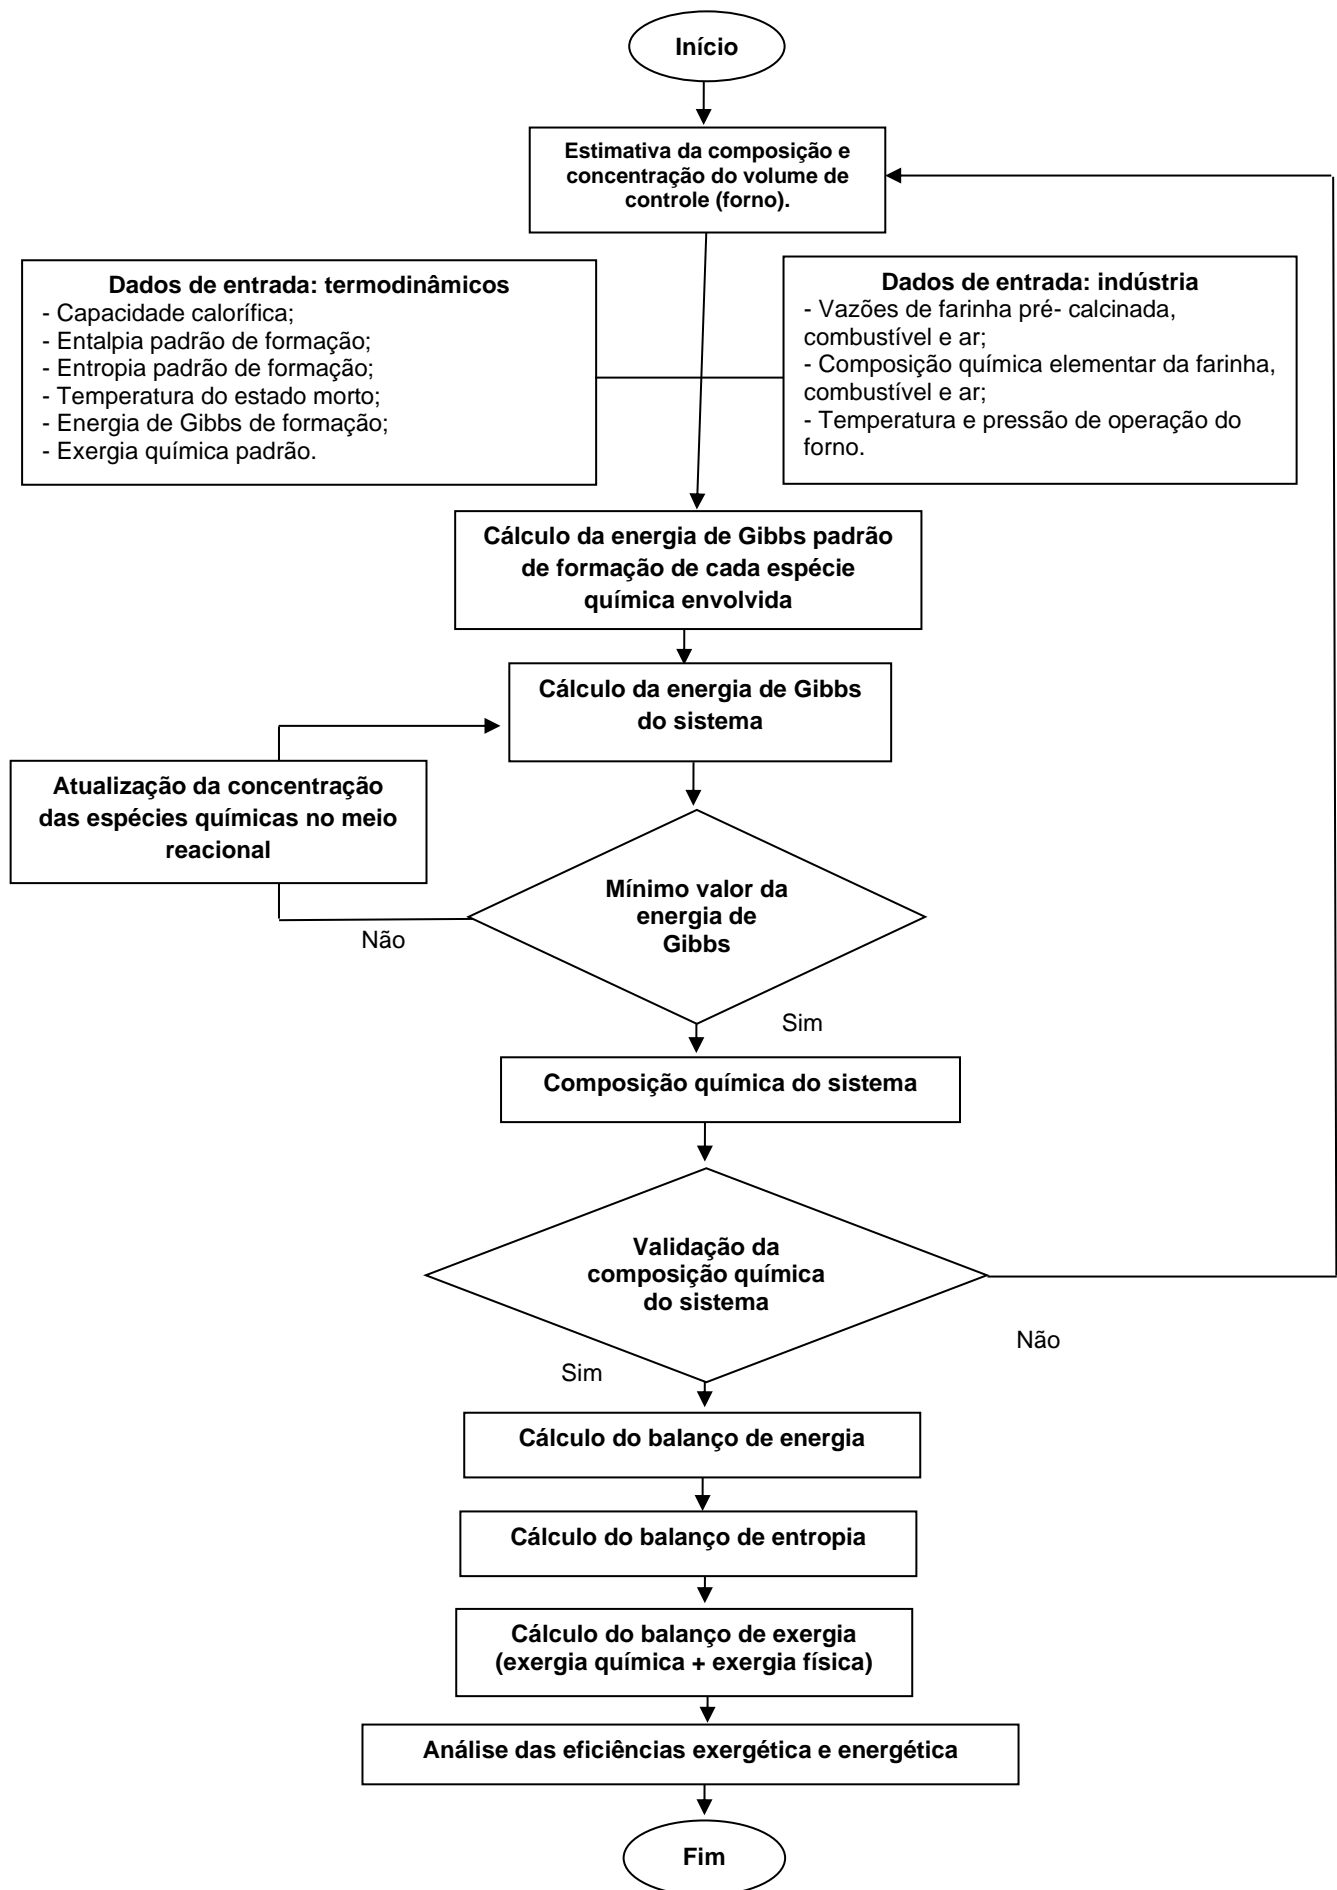 Início
Estimativa da composição e
concentração do volume de
controle (forno).
Dados de entrada: termodinâmicos
- Capacidade calorífica;
- Entalpia padrão de formação;
- Entropia padrão de formação;
- Temperatura do estado morto;
- Energia de Gibbs de formação;
- Exergia química padrão.
Dados de entrada: indústria
- Vazões de farinha pré- calcinada,
combustível e ar;
- Composição química elementar da farinha,
combustível e ar;
- Temperatura e pressão de operação do
forno.
Cálculo da energia de Gibbs padrão
de formação de cada espécie
química envolvida
Cálculo da energia de Gibbs
do sistema
Atualização da concentração
das espécies químicas no meio
reacional
Mínimo valor da
energia de
Gibbs
Não
Sim
Composição química do sistema
Validação da
composição química
do sistema
Não
Sim
Cálculo do balanço de energia
Cálculo do balanço de entropia
Cálculo do balanço de exergia
(exergia química + exergia física)
Análise das eficiências exergética e energética
Fim